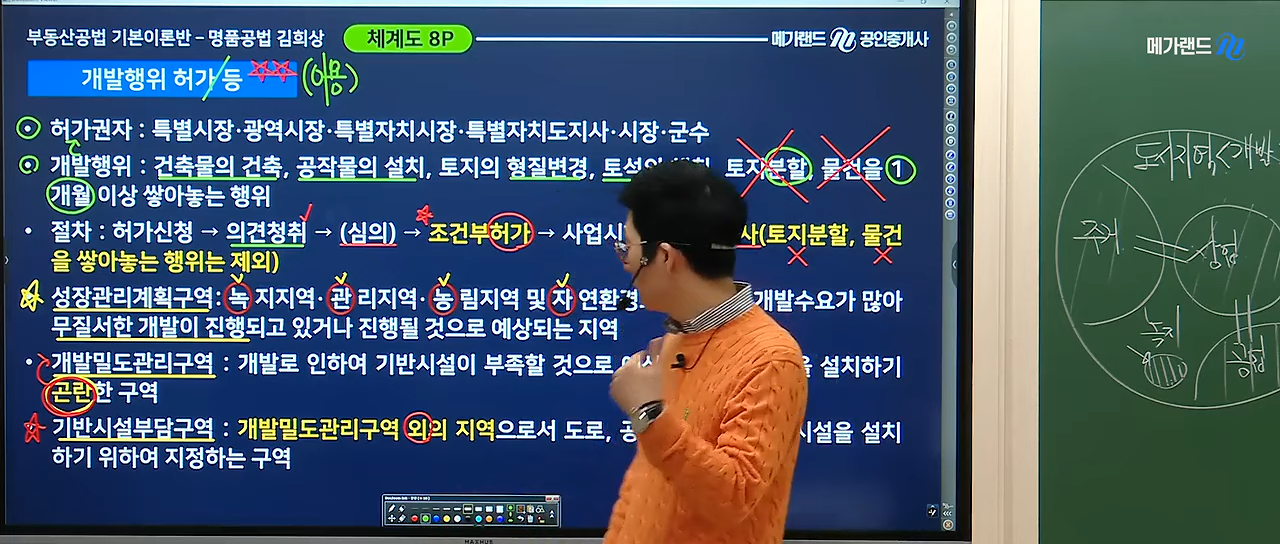 부동산공법 기본이론반 – 명품공법 김희상
체계도 8P
메가랜드 공인중개사
메가랜드
개발행위 허가 등
(이용)
• 허가권자 : 특별시장·광역시장·특별자치시장·특별자치도지사·시장·군수
• 개발행위 : 건축물의 건축, 공작물의 설치, 토지의 형질변경, 토석의 토지분할, 물건을 1
개월 이상 쌓아놓는 행위
• 절차 : 허가신청 → 의견청취 → (심의) → 조건부허가 → 사업시 사(토지분할, 물건
을 쌓아놓는 행위는 제외)
성장관리계획구역: 녹지지역·관리지역·농림지역 및 자연환경 개발수요가 많아
무질서한 개발이 진행되고 있거나 진행될 것으로 예상되는 지역
• 개발밀도관리구역 : 개발로 인하여 기반시설이 부족할 것으로 설치하기
곤란한 구역
기반시설부담구역 : 개발밀도관리구역 외의 지역으로서 도로, 공 시설을 설치
하기 위하여 지정하는 구역
MAXHUB
도시지역<개발
주거
상업
녹지
공업